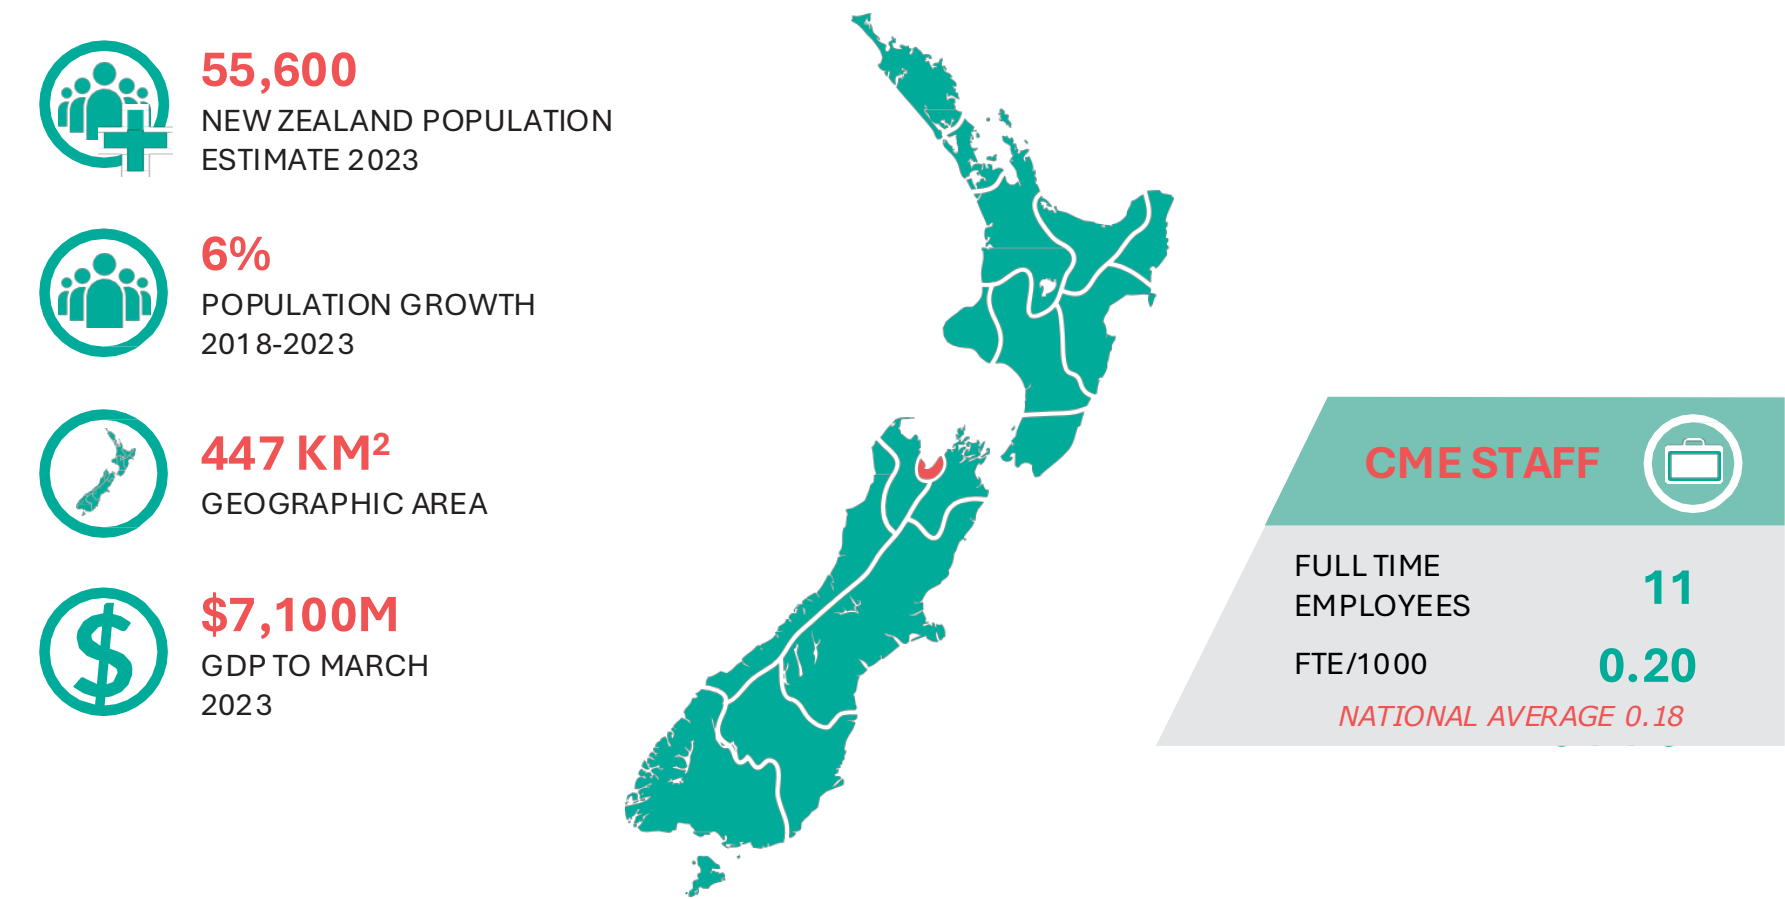 55,600
NEW ZEALAND POPULATION
ESTIMATE 2023
6%
POPULATION GROWTH
2018-2023
447 KM²
GEOGRAPHIC AREA
$7,100M
GDP TO MARCH
2023
CME STAFF
FULL TIME
EMPLOYEES
11
FTE/1000
0.20
NATIONAL AVERAGE 0.18